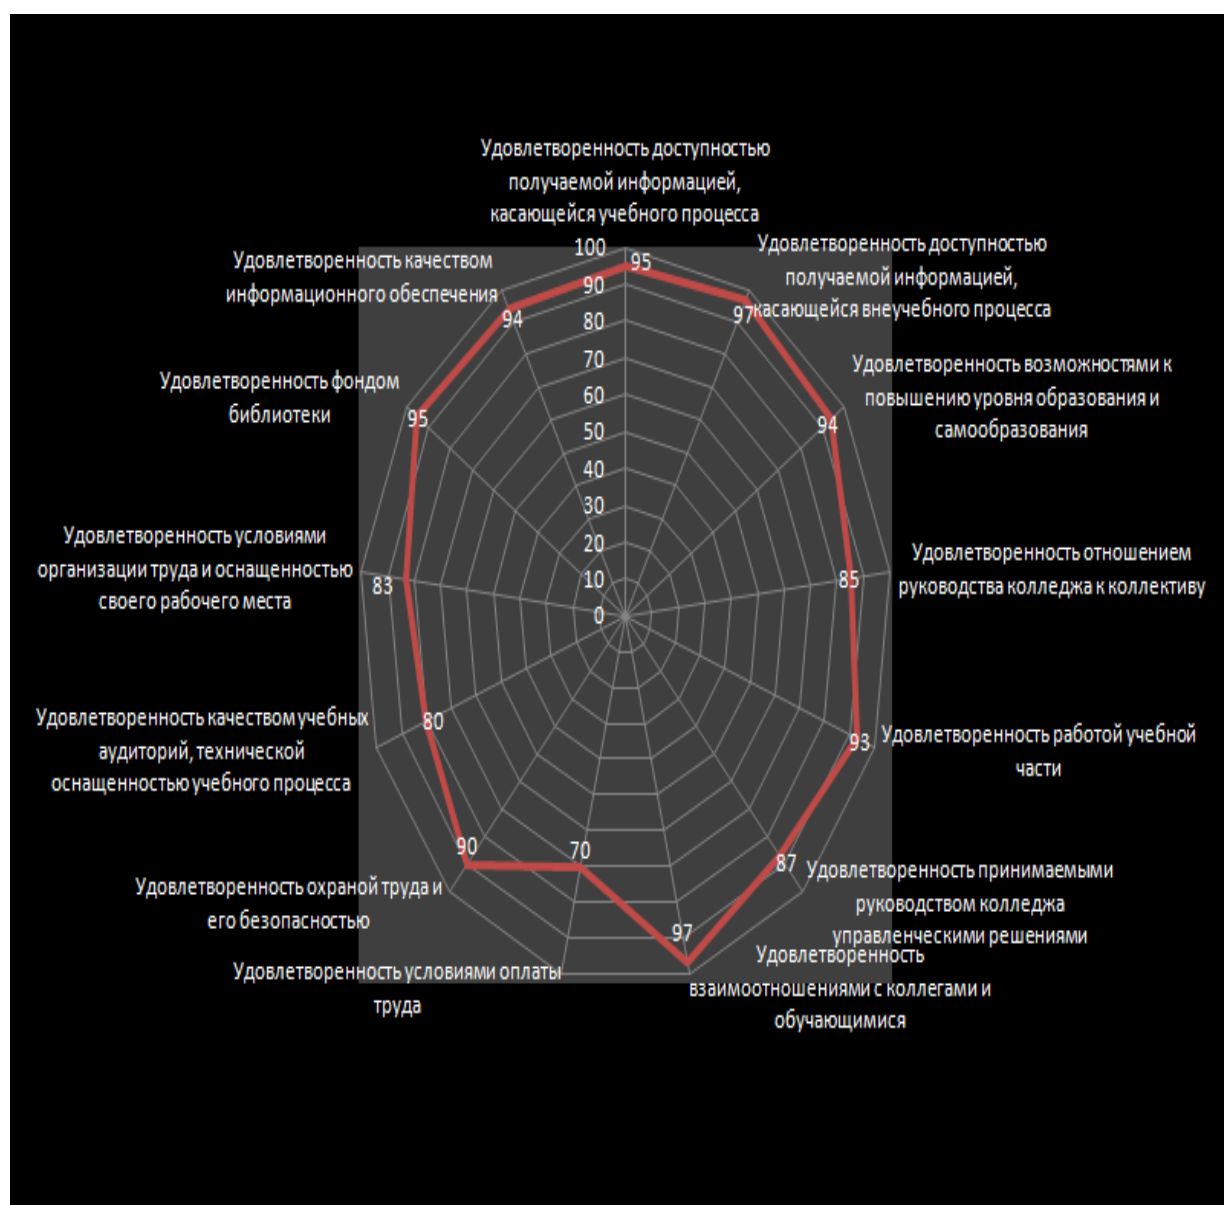 Удовлетворенность доступностью
получаемой информацией,
касающейся учебного процесса
Удовлетворенность доступностью
получаемой информацией,
касающейся внеучебного процесса
Удовлетворенность возможностями к
повышению уровня образования и
самообразования
Удовлетворенность отношением
руководства колледжа к коллективу
Удовлетворенность работой учебной
части
Удовлетворенность принимаемыми
руководством колледжа
управленческими решениями
Удовлетворенность
взаимоотношениями с коллегами и
обучающимися
Удовлетворенность условиями оплаты
труда
Удовлетворенность охраной труда и
его безопасностью
Удовлетворенность качеством учебных
аудиторий, технической
оснащенностью учебного процесса
Удовлетворенность условиями
организации труда и оснащенностью
своего рабочего места
Удовлетворенность фондом
библиотеки
Удовлетворенность качеством
информационного обеспечения
100
90
80
70
60
50
40
30
20
10
0
95
97
94
85
93
87
97
70
90
80
83
95
94